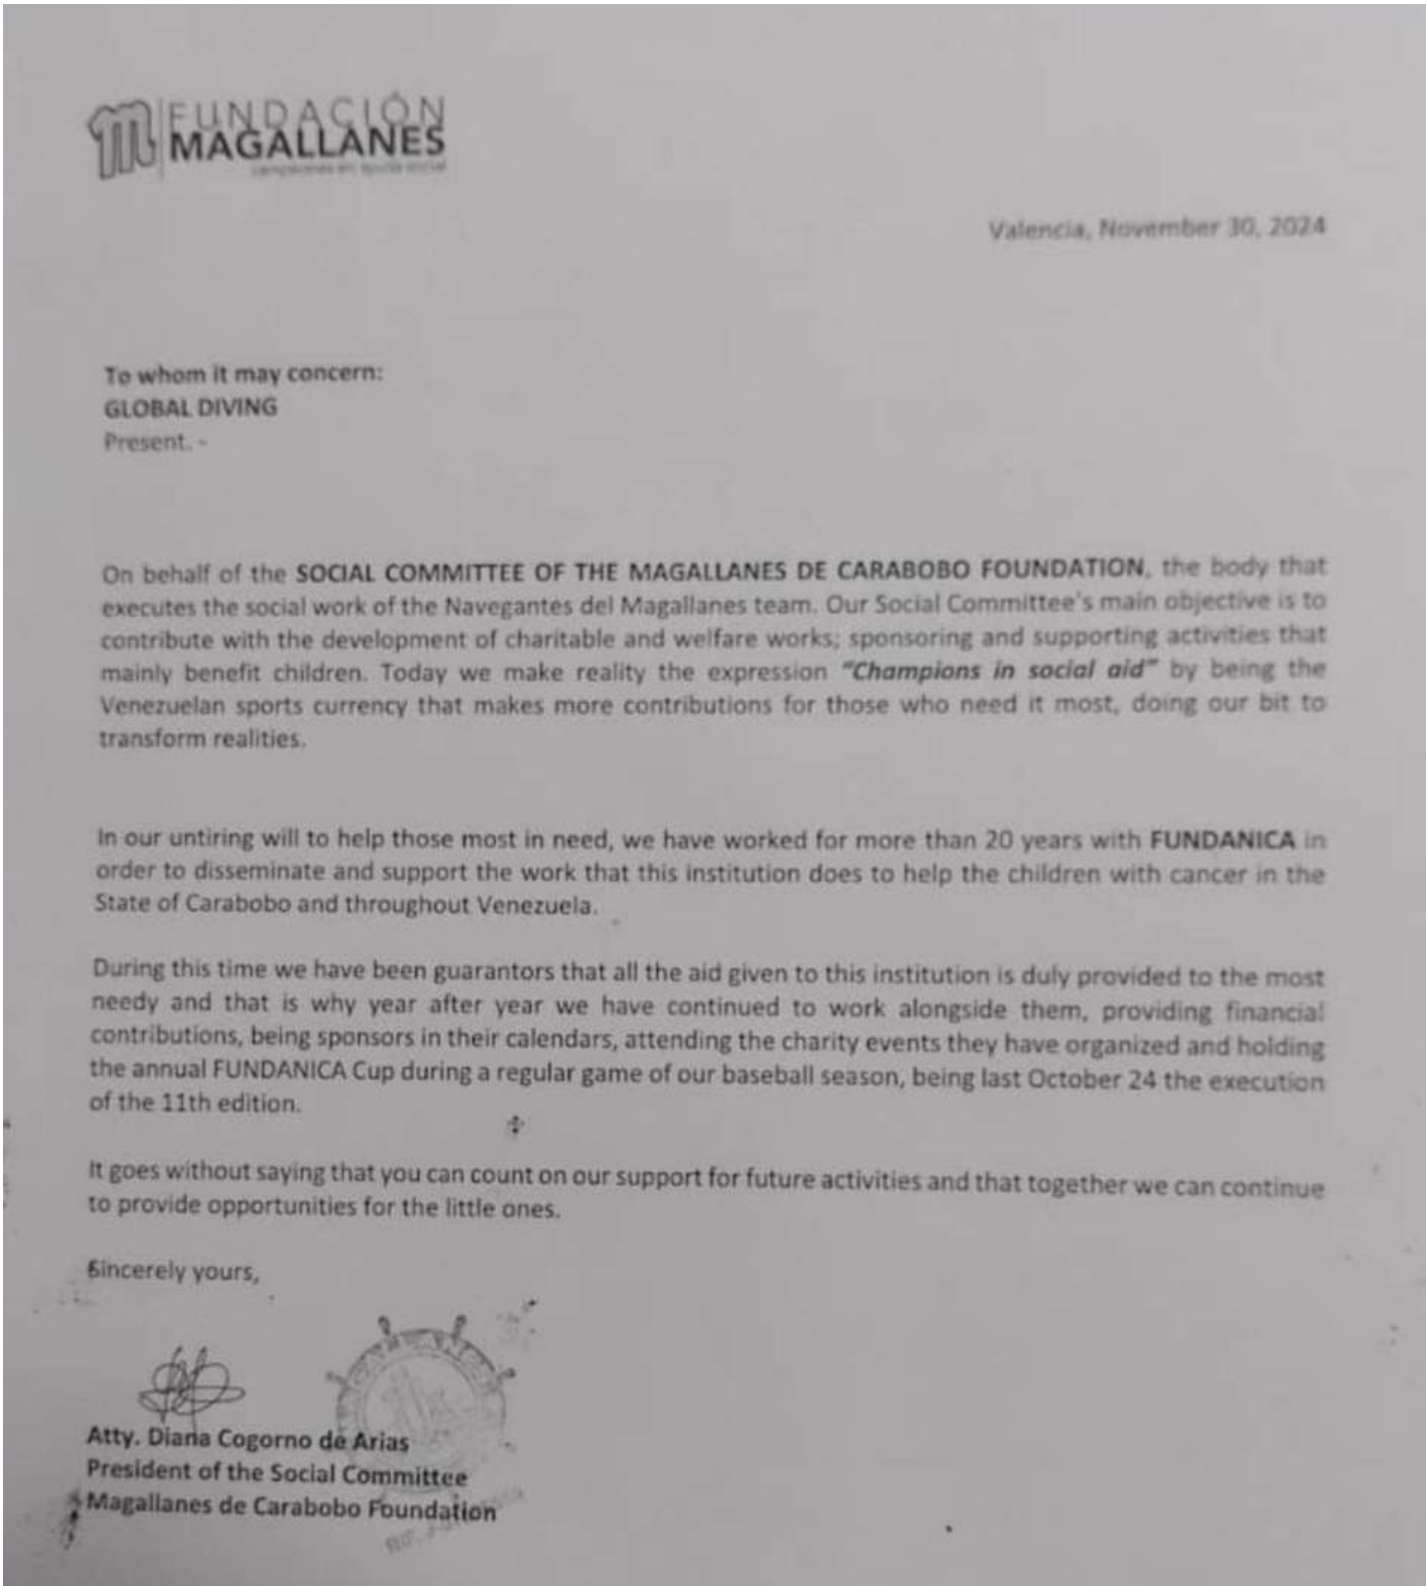 FUNDACIÓN
MAGALLANES
campeones en ayuda social
Valencia, November 30, 2024
To whom it may concern:
GLOBAL DIVING
Present. -
On behalf of the SOCIAL COMMITTEE OF THE MAGALLANES DE CARABOBO FOUNDATION, the body that
executes the social work of the Navegantes del Magallanes team. Our Social Committee's main objective is to
contribute with the development of charitable and welfare works; sponsoring and supporting activities that
mainly benefit children. Today we make reality the expression "Champions in social aid" by being the
Venezuelan sports currency that makes more contributions for those who need it most, doing our bit to
transform realities.
In our untiring will to help those most in need, we have worked for more than 20 years with FUNDANICA in
order to disseminate and support the work that this institution does to help the children with cancer in the
State of Carabobo and throughout Venezuela.
During this time we have been guarantors that all the aid given to this institution is duly provided to the most
needy and that is why year after year we have continued to work alongside them, providing financial
contributions, being sponsors in their calendars, attending the charity events they have organized and holding
the annual FUNDANICA Cup during a regular game of our baseball season, being last October 24 the execution
of the 11th edition.
It goes without saying that you can count on our support for future activities and that together we can continue
to provide opportunities for the little ones.
Sincerely yours,
Atty. Diana Cogorno de Arias
President of the Social Committee
Magallanes de Carabobo Foundation